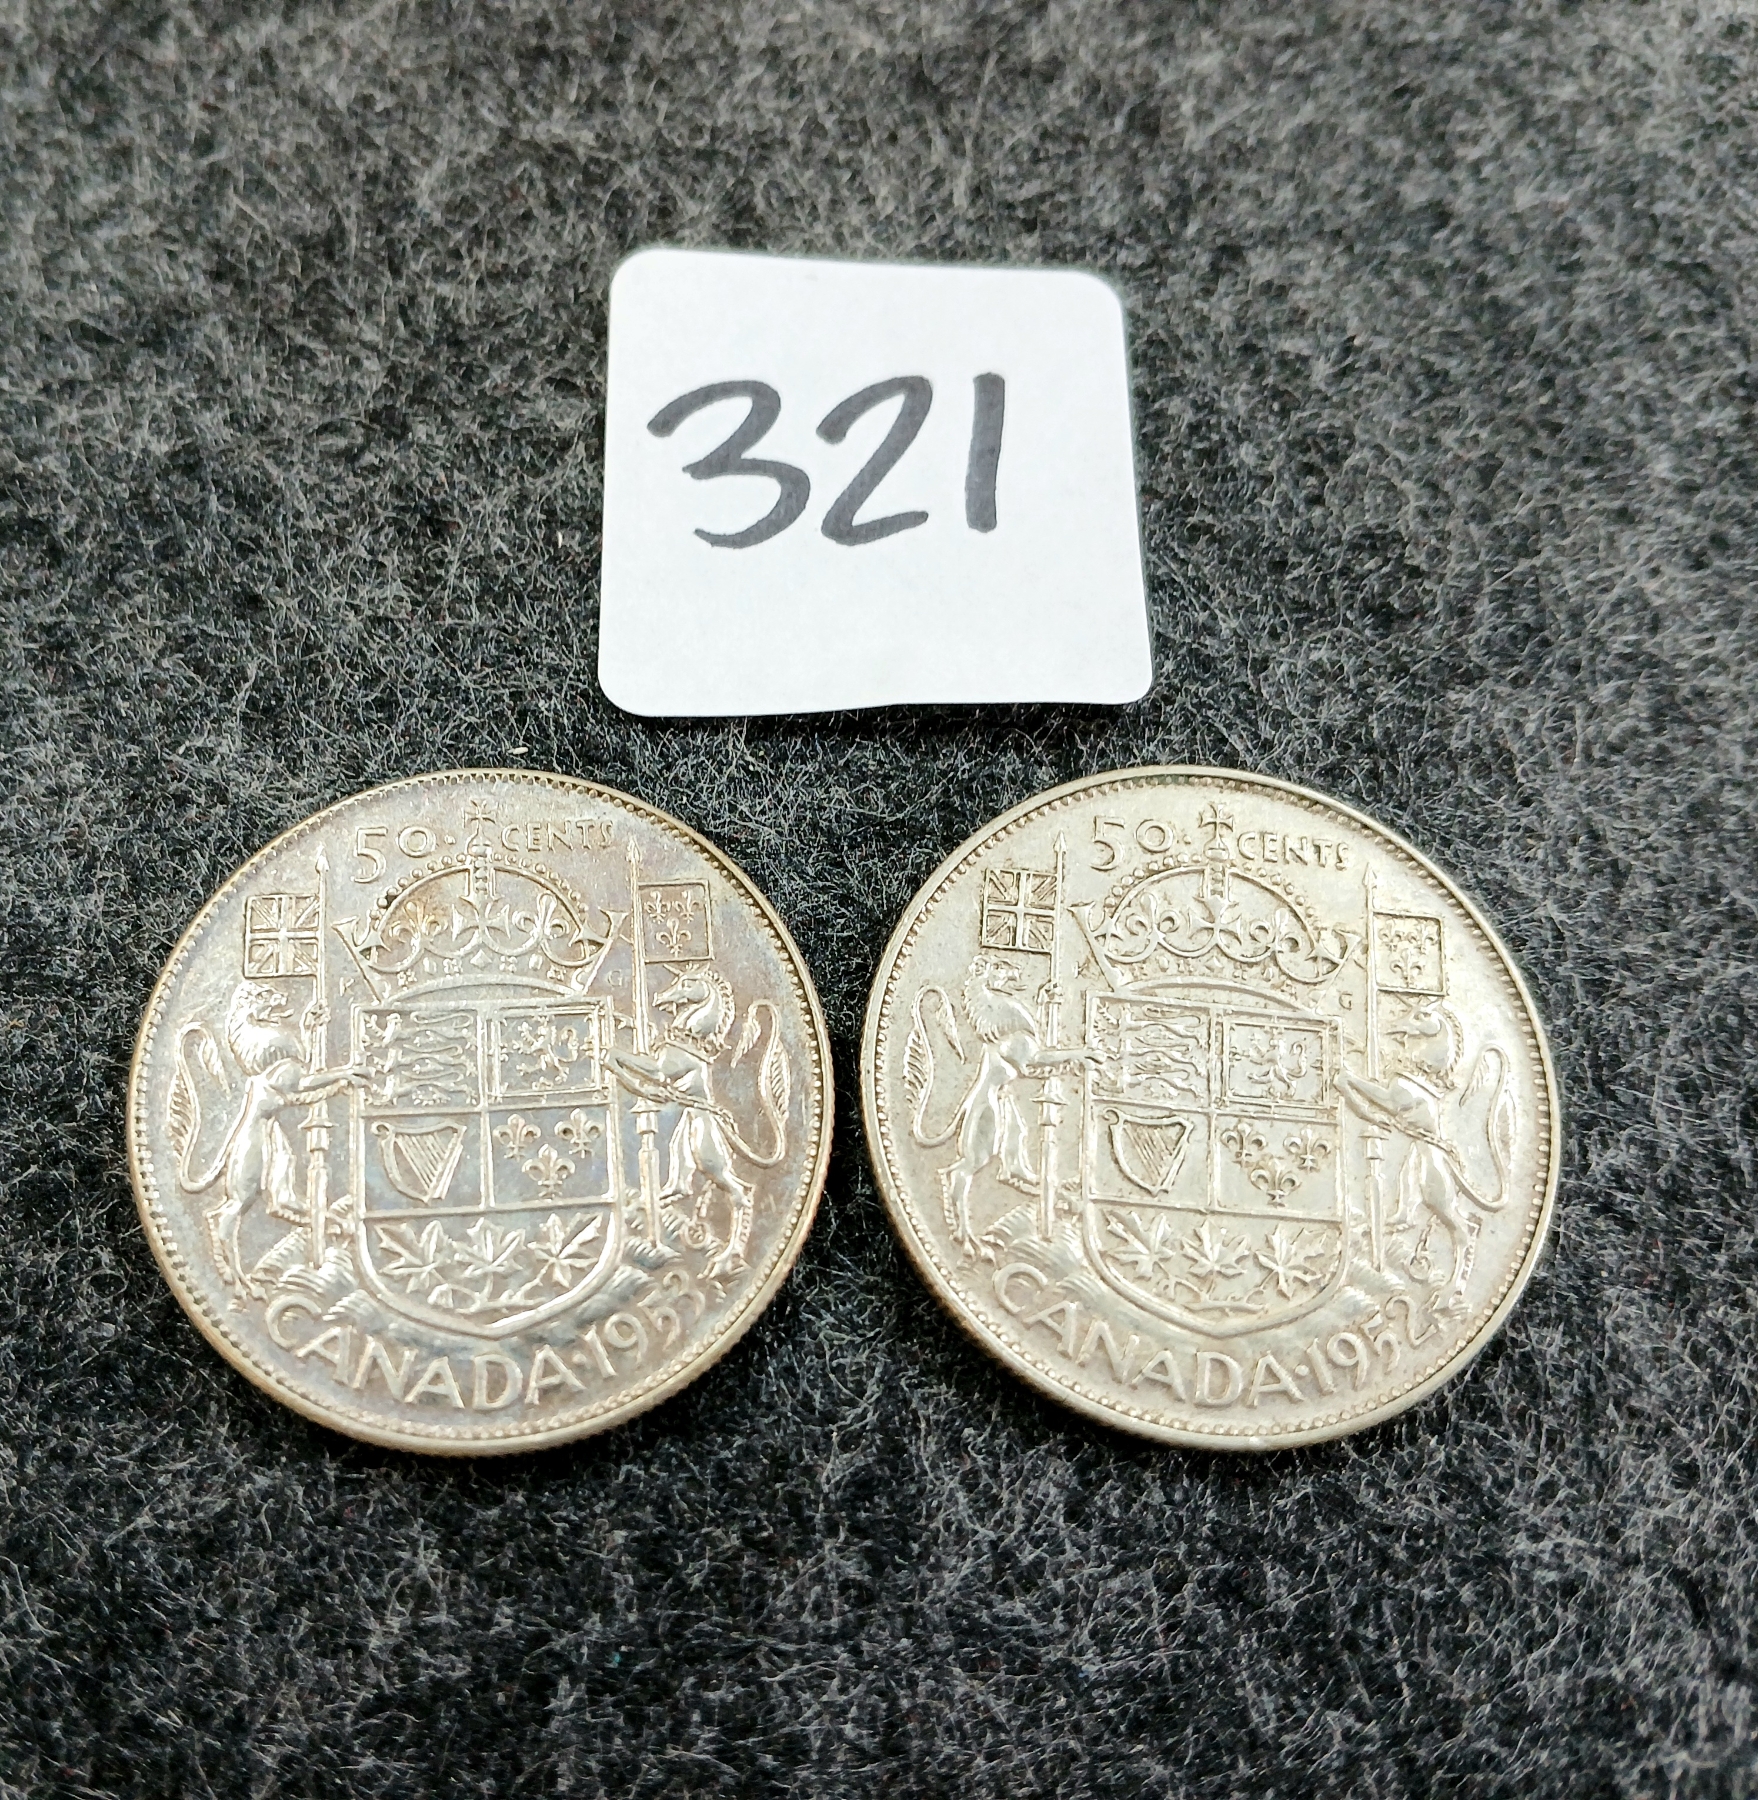 321
50 · CENTS
K G
CANADA · 1953
50 · CENTS
K G
CANADA · 1952